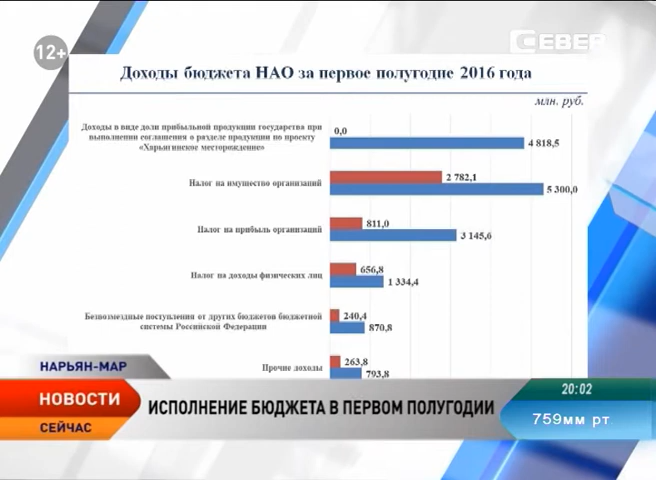 12+
СЕВЕР
Доходы бюджета НАО за первое полугодие 2016 года
млн. руб.
Доходы в виде доли прибыльной продукции государства при
выполнении соглашения о разделе продукции по проекту
«Харьягинское месторождение»
0,0
4 818,5
Налог на имущество организаций
2 782,1
5 300,0
Налог на прибыль организаций
811,0
3 145,6
Налог на доходы физических лиц
656,8
1 334,4
Безвозмездные поступления от других бюджетов бюджетной
системы Российской Федерации
240,4
870,8
Прочие доходы
263,8
793,8
НАРЬЯН-МАР
НОВОСТИ
СЕЙЧАС
ИСПОЛНЕНИЕ БЮДЖЕТА В ПЕРВОМ ПОЛУГОДИИ
20:02
759мм рт